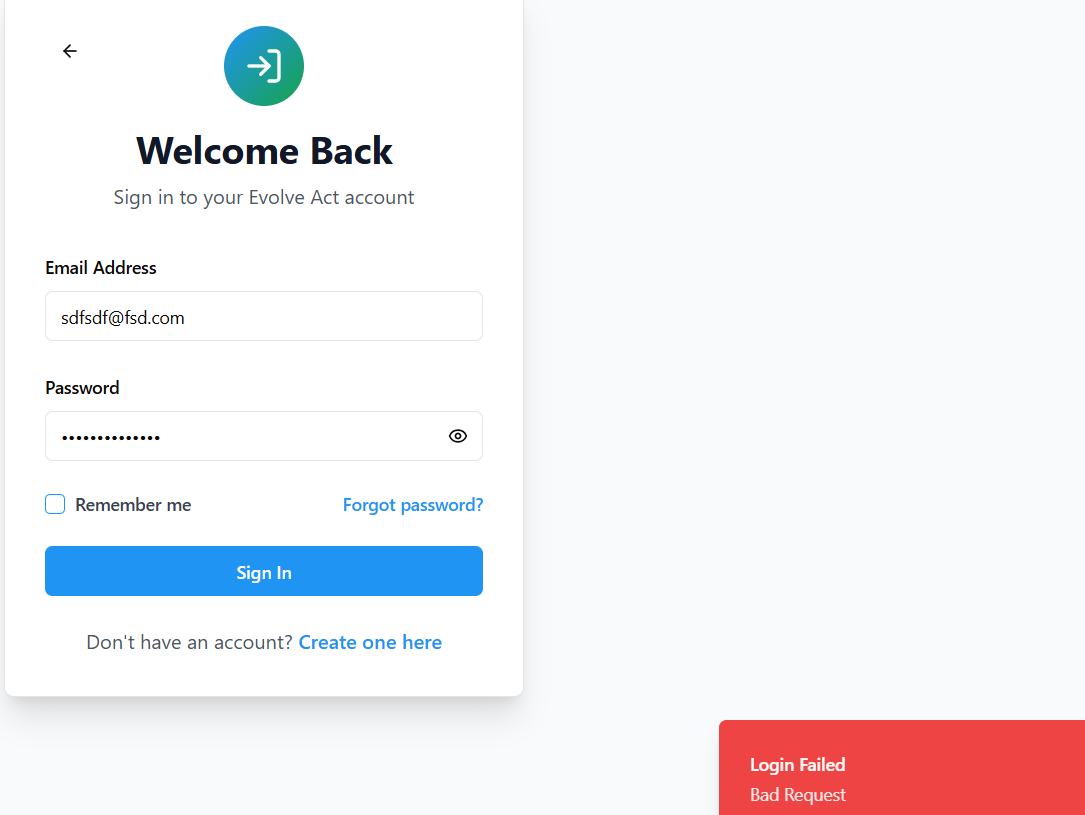 Welcome Back
Sign in to your Evolve Act account
Email Address
sdfsdf@fsd.com
Password
••••••••••••••
Remember me
Forgot password?
Sign In
Don't have an account? Create one here
Login Failed
Bad Request